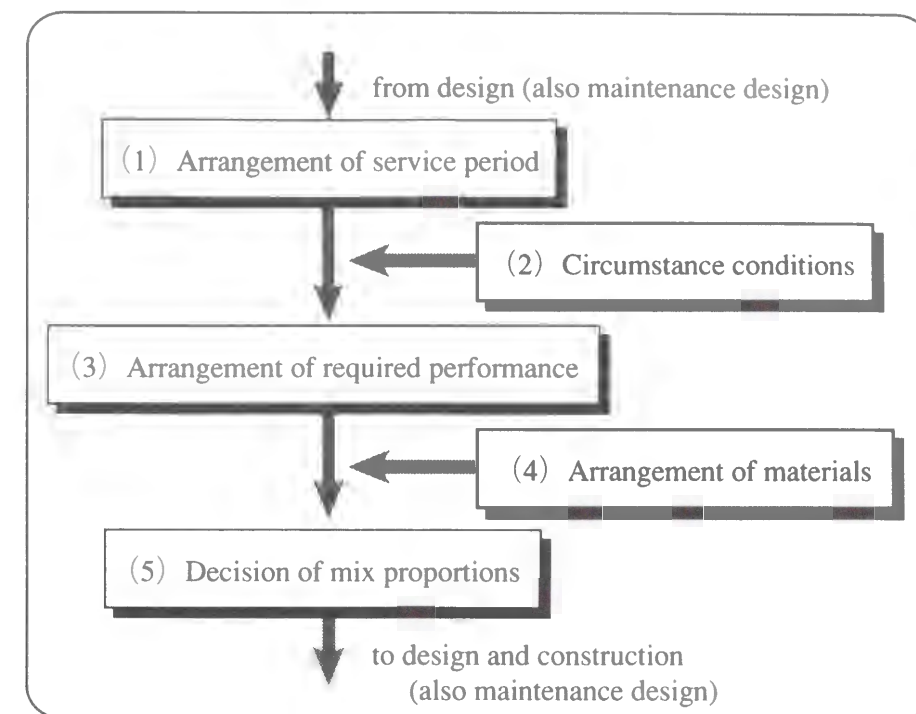 from design (also maintenance design)
(1) Arrangement of service period
(2) Circumstance conditions
(3) Arrangement of required performance
(4) Arrangement of materials
(5) Decision of mix proportions
to design and construction
(also maintenance design)